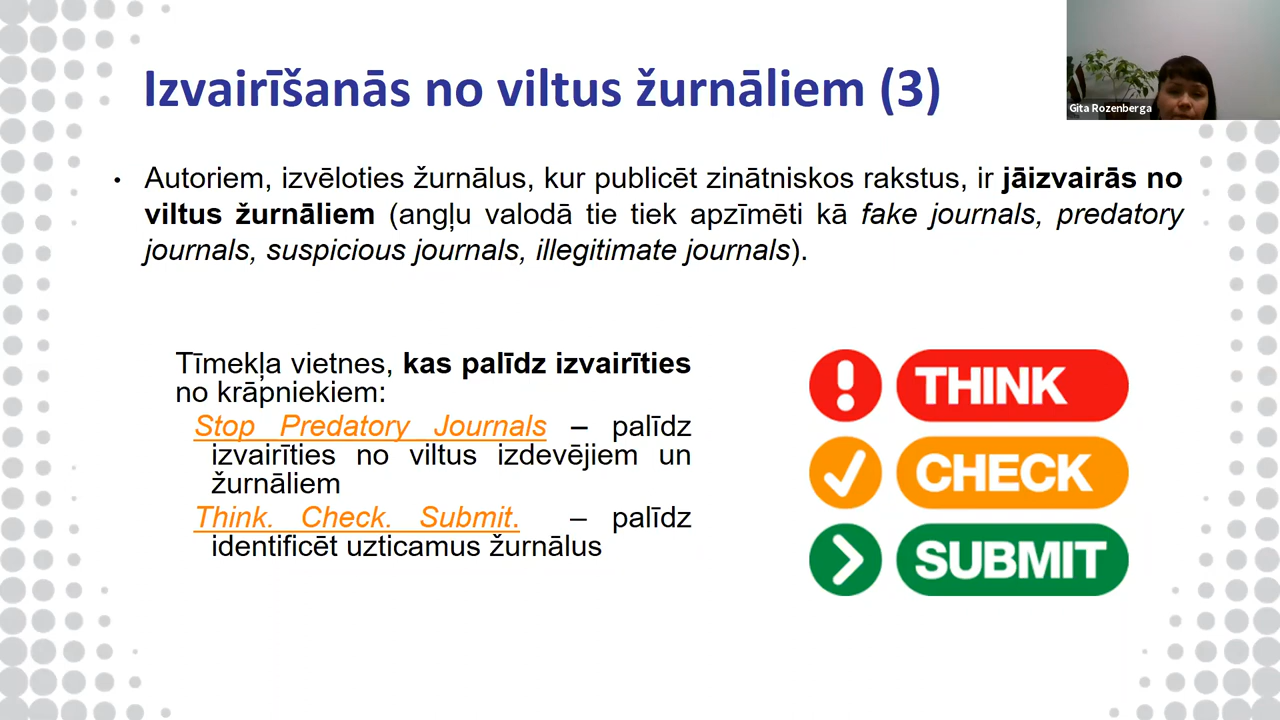 Izvairīšanās no viltus žurnāliem (3)
Gita Rozenberga
• Autoriem, izvēloties žurnālus, kur publicēt zinātniskos rakstus, ir jāizvairās no
viltus žurnāliem (angļu valodā tie tiek apzīmēti kā fake journals, predatory
journals, suspicious journals, illegitimate journals).
Tīmekļa vietnes, kas palīdz izvairīties
no krāpniekiem:
Stop Predatory Journals – palīdz
izvairīties no viltus izdevējiem un
žurnāliem
Think. Check. Submit. – palīdz
identificēt uzticamus žurnālus
THINK
CHECK
SUBMIT